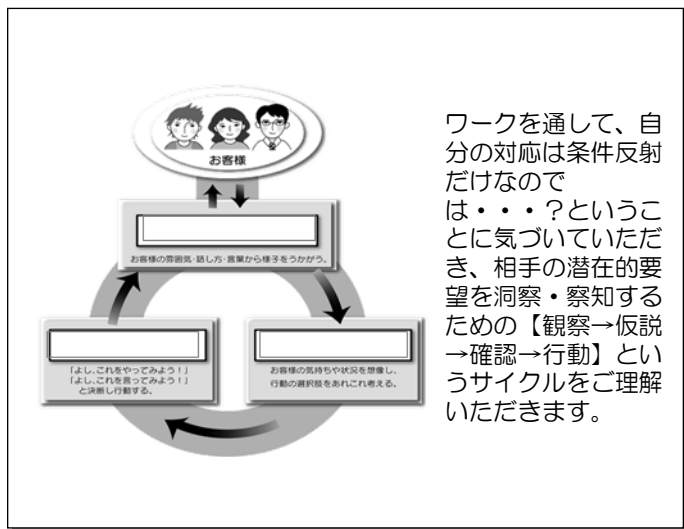 お客様
お客様の雰囲気・話し方・言葉から様子をうかがう。
「よし、これをやってみよう！」
「よし、これを言ってみよう！」
と決断し行動する。
お客様の気持ちや状況を想像し、
行動の選択肢をあれこれ考える。
ワークを通して、自
分の対応は条件反射
だけなので
は・・・？というこ
とに気づいていただ
き、相手の潜在的要
望を洞察・察知する
ための【観察→仮説
→確認→行動】とい
うサイクルをご理解
いただきます。